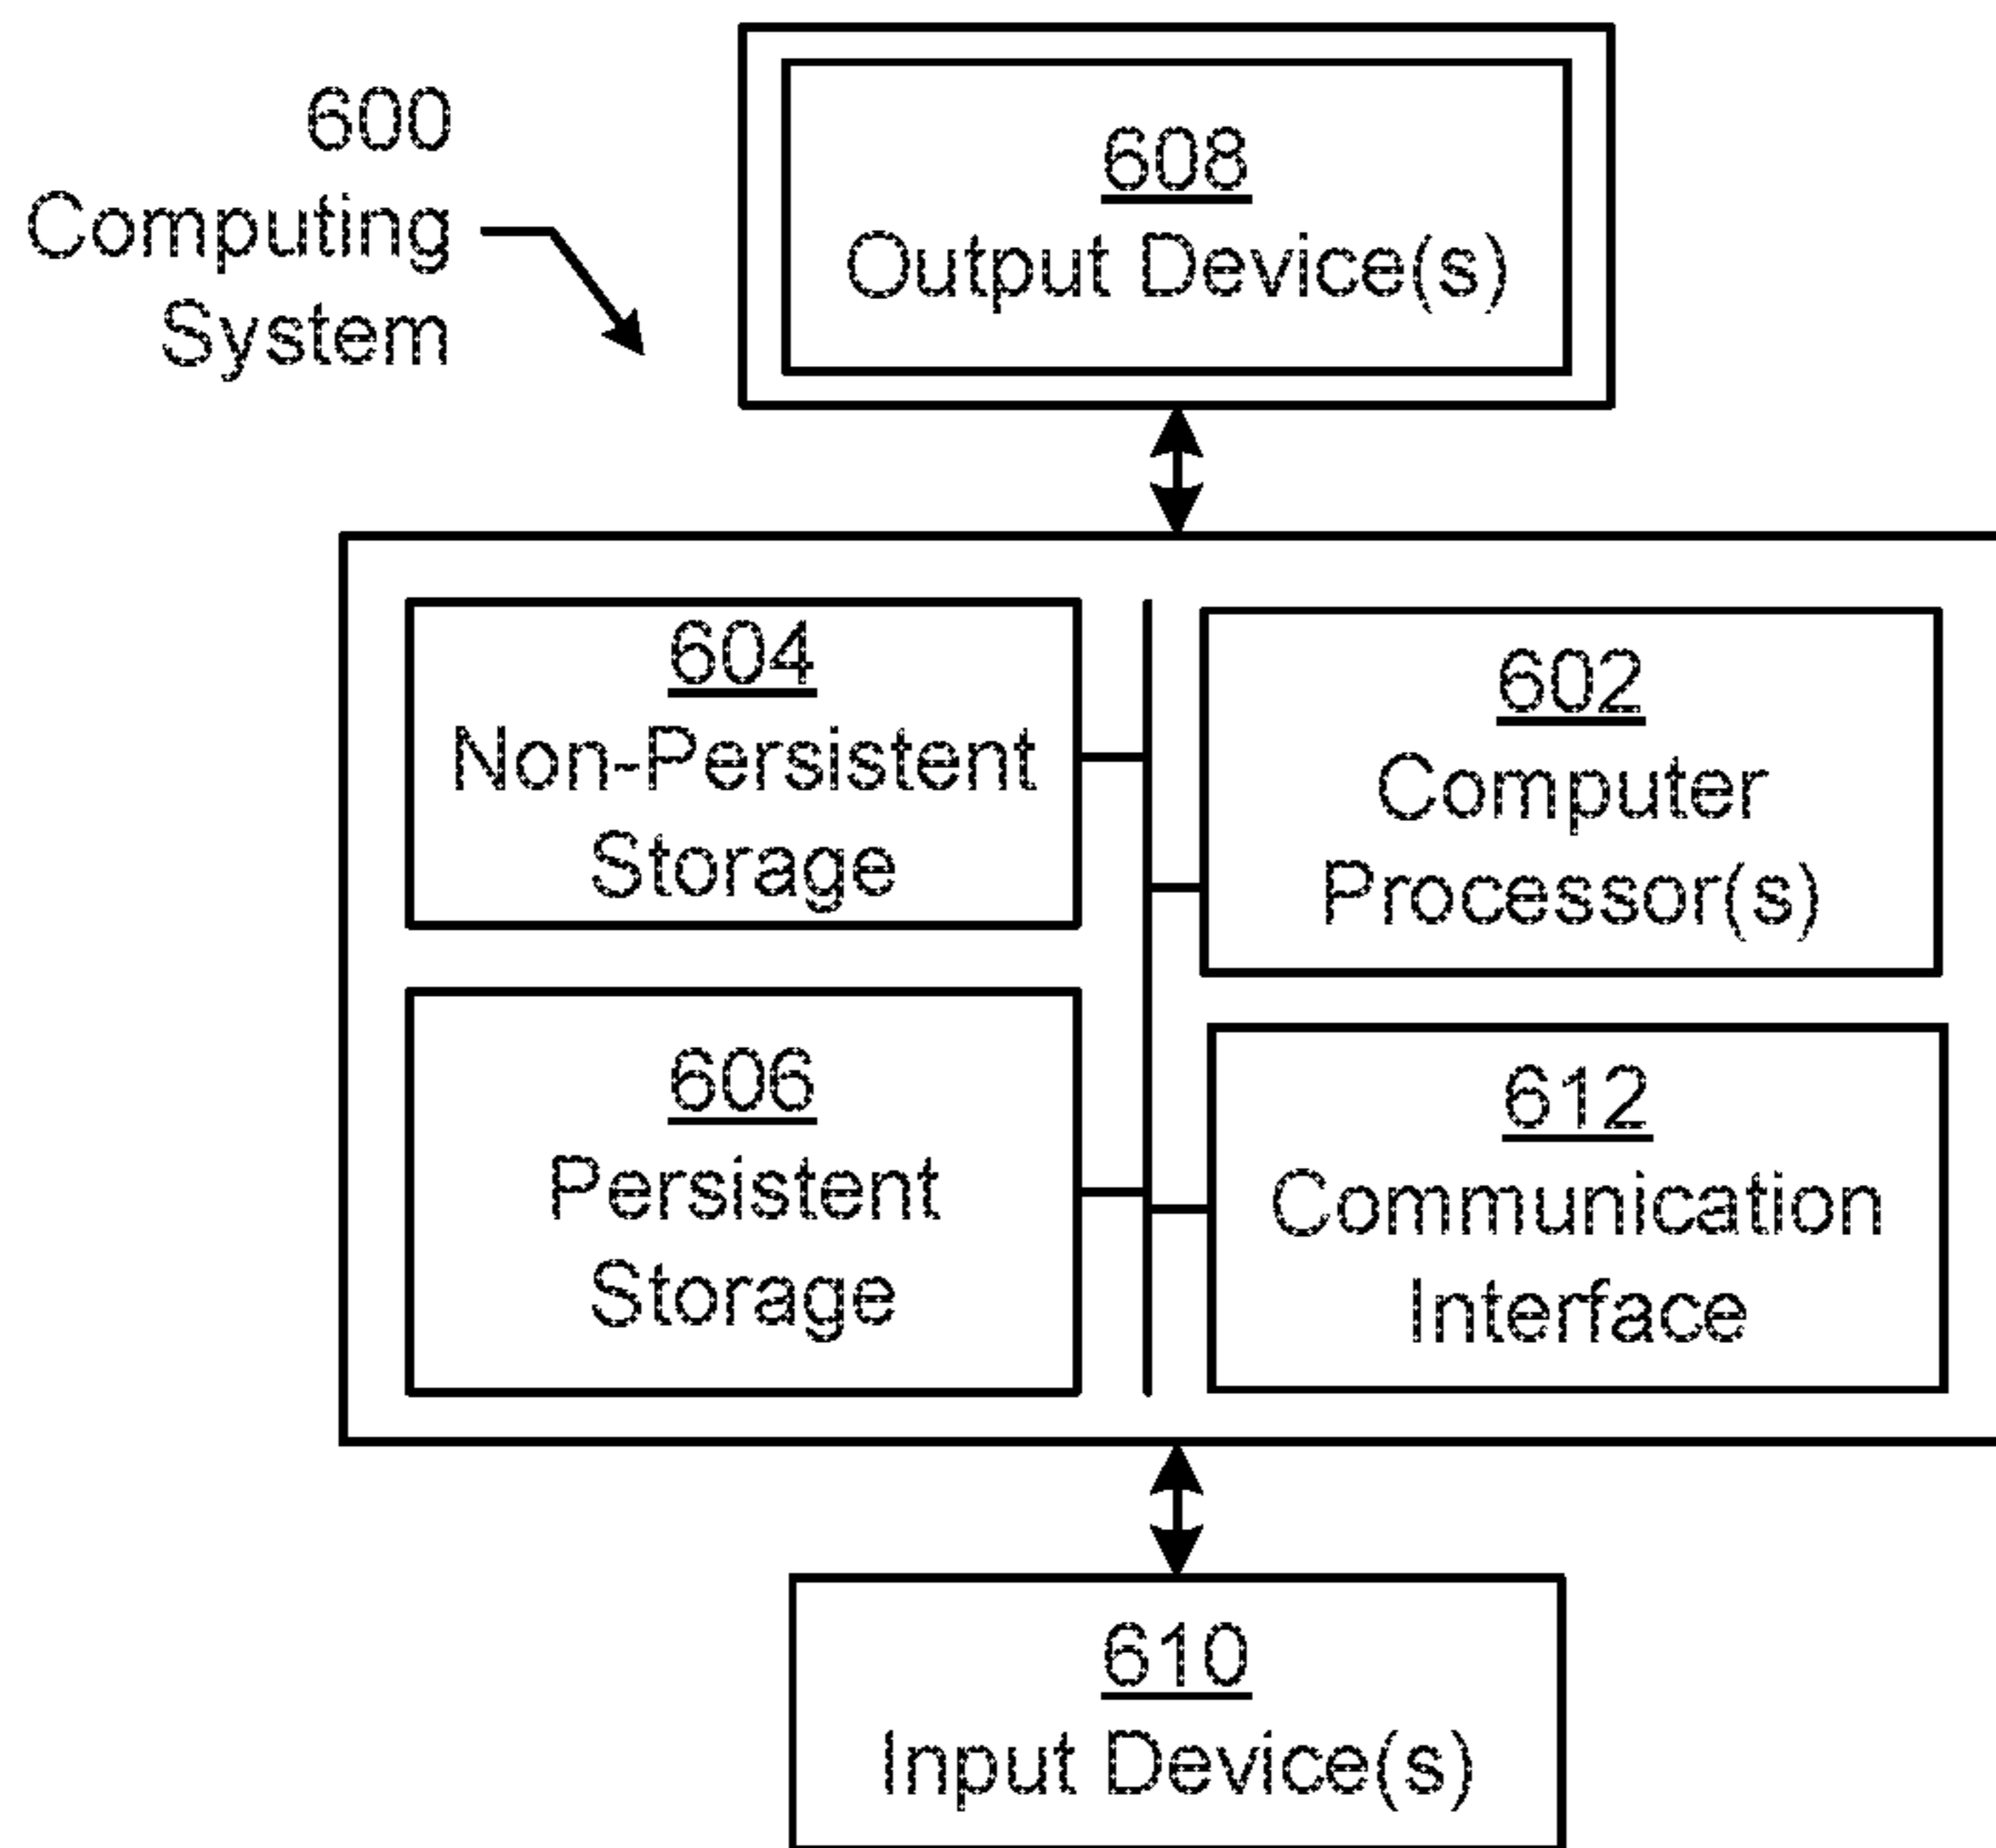 600
Computing
System
608
Output Device(s)
604
Non-Persistent
Storage
602
Computer
Processor(s)
606
Persistent
Storage
612
Communication
Interface
610
Input Device(s)